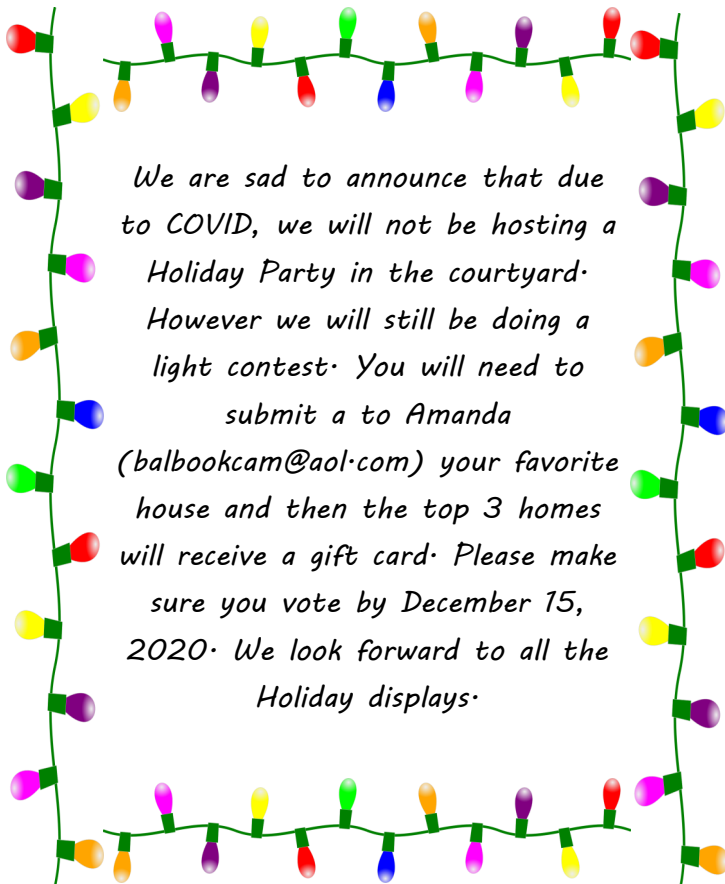 We are sad to announce that due
to COVID, we will not be hosting a
Holiday Party in the courtyard.
However we will still be doing a
light contest. You will need to
submit a to Amanda
(balbookcam@aol.com) your favorite
house and then the top 3 homes
will receive a gift card. Please make
sure you vote by December 15,
2020. We look forward to all the
Holiday displays.